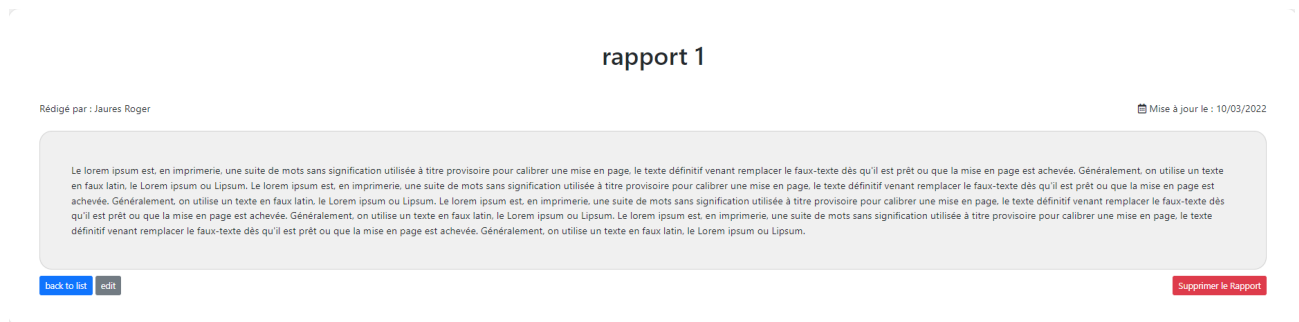 rapport 1
Rédigé par : Jaures Roger
Mise à jour le : 10/03/2022
Le lorem ipsum est, en imprimerie, une suite de mots sans signification utilisée à titre provisoire pour calibrer une mise en page, le texte définitif venant remplacer le faux-texte dès qu'il est prêt ou que la mise en page est achevée. Généralement, on utilise un texte
en faux latin, le Lorem ipsum ou Lipsum. Le lorem ipsum est, en imprimerie, une suite de mots sans signification utilisée à titre provisoire pour calibrer une mise en page, le texte définitif venant remplacer le faux-texte dès qu'il est prêt ou que la mise en page est
achevée. Généralement, on utilise un texte en faux latin, le Lorem ipsum ou Lipsum. Le lorem ipsum est, en imprimerie, une suite de mots sans signification utilisée à titre provisoire pour calibrer une mise en page, le texte définitif venant remplacer le faux-texte dès
qu'il est prêt ou que la mise en page est achevée. Généralement, on utilise un texte en faux latin, le Lorem ipsum ou Lipsum. Le lorem ipsum est, en imprimerie, une suite de mots sans signification utilisée à titre provisoire pour calibrer une mise en page, le texte
définitif venant remplacer le faux-texte dès qu'il est prêt ou que la mise en page est achevée. Généralement, on utilise un texte en faux latin, le Lorem ipsum ou Lipsum.
back to list
edit
Supprimer le Rapport